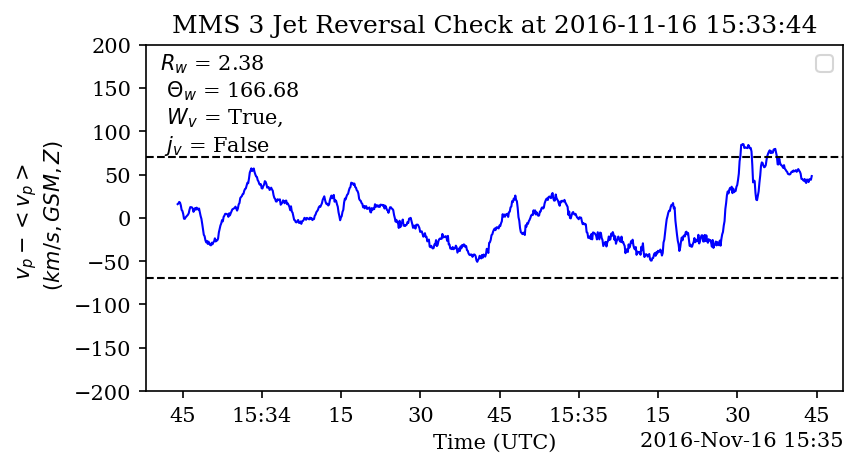 MMS 3 Jet Reversal Check at 2016-11-16 15:33:44
R_w = 2.38
Θ_w = 166.68
W_v = True,
j_v = False
v_p − < v_p >
(km/s, GSM, Z)
200
150
100
50
0
−50
−100
−150
−200
45 15:34 15 30 45 15:35 15 30 45
Time (UTC)
2016-Nov-16 15:35